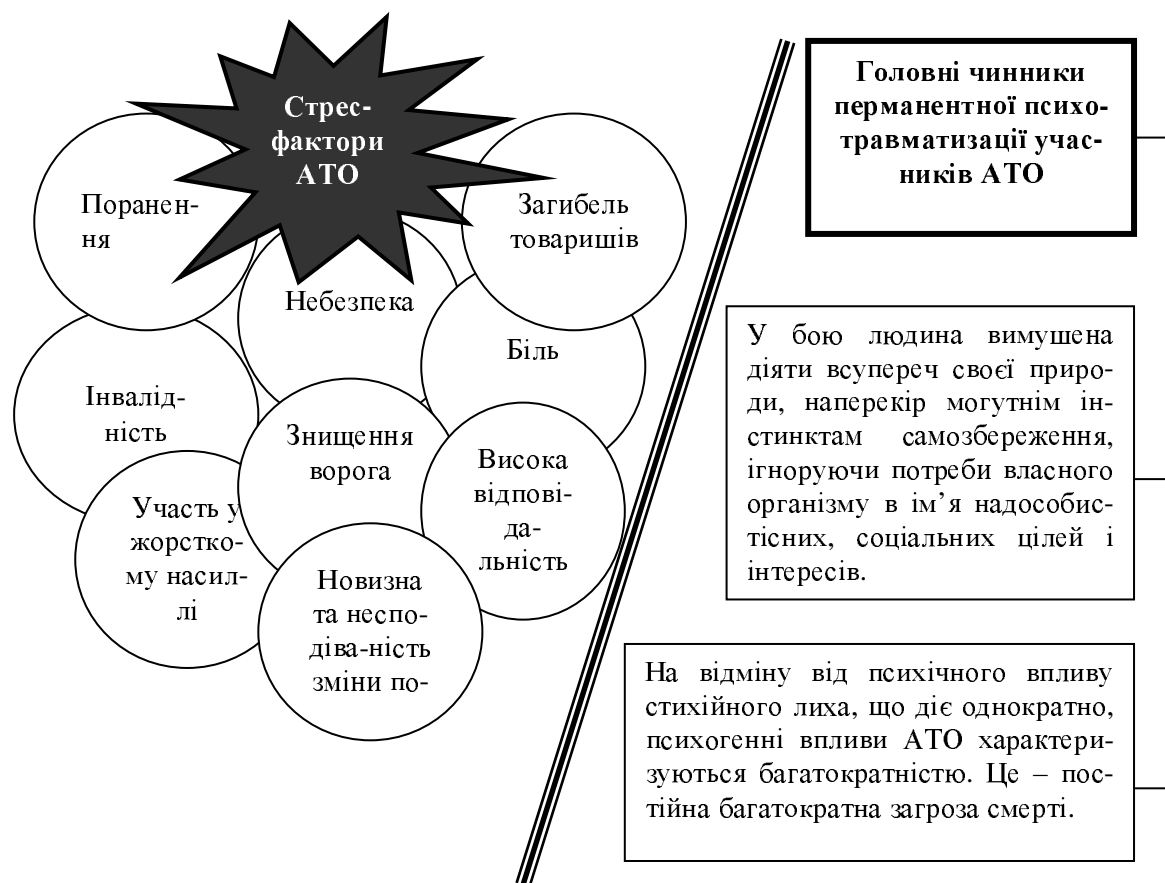 Стрес-
фактори
АТО
Поранен-
ня
Загибель
товаришів
Небезпека
Біль
Інвалід-
ність
Знищення
ворога
Висока
відпові-
да-
льність
Участь у
жорстко-
му насил-
лі
Новизна
та неспо-
діва-ність
зміни по-
Головні чинники
перманентної психо-
травматизації учас-
ників АТО
У бою людина вимушена
діяти всупереч своєї приро-
ди, наперекір могутнім ін-
стинктам самозбереження,
ігноруючи потреби власного
організму в ім’я надособис-
тісних, соціальних цілей і
інтересів.
На відміну від психічного впливу
стихійного лиха, що діє однократно,
психогенні впливи АТО характери-
зуються багатократністю. Це – пос-
тійна багатократна загроза смерті.